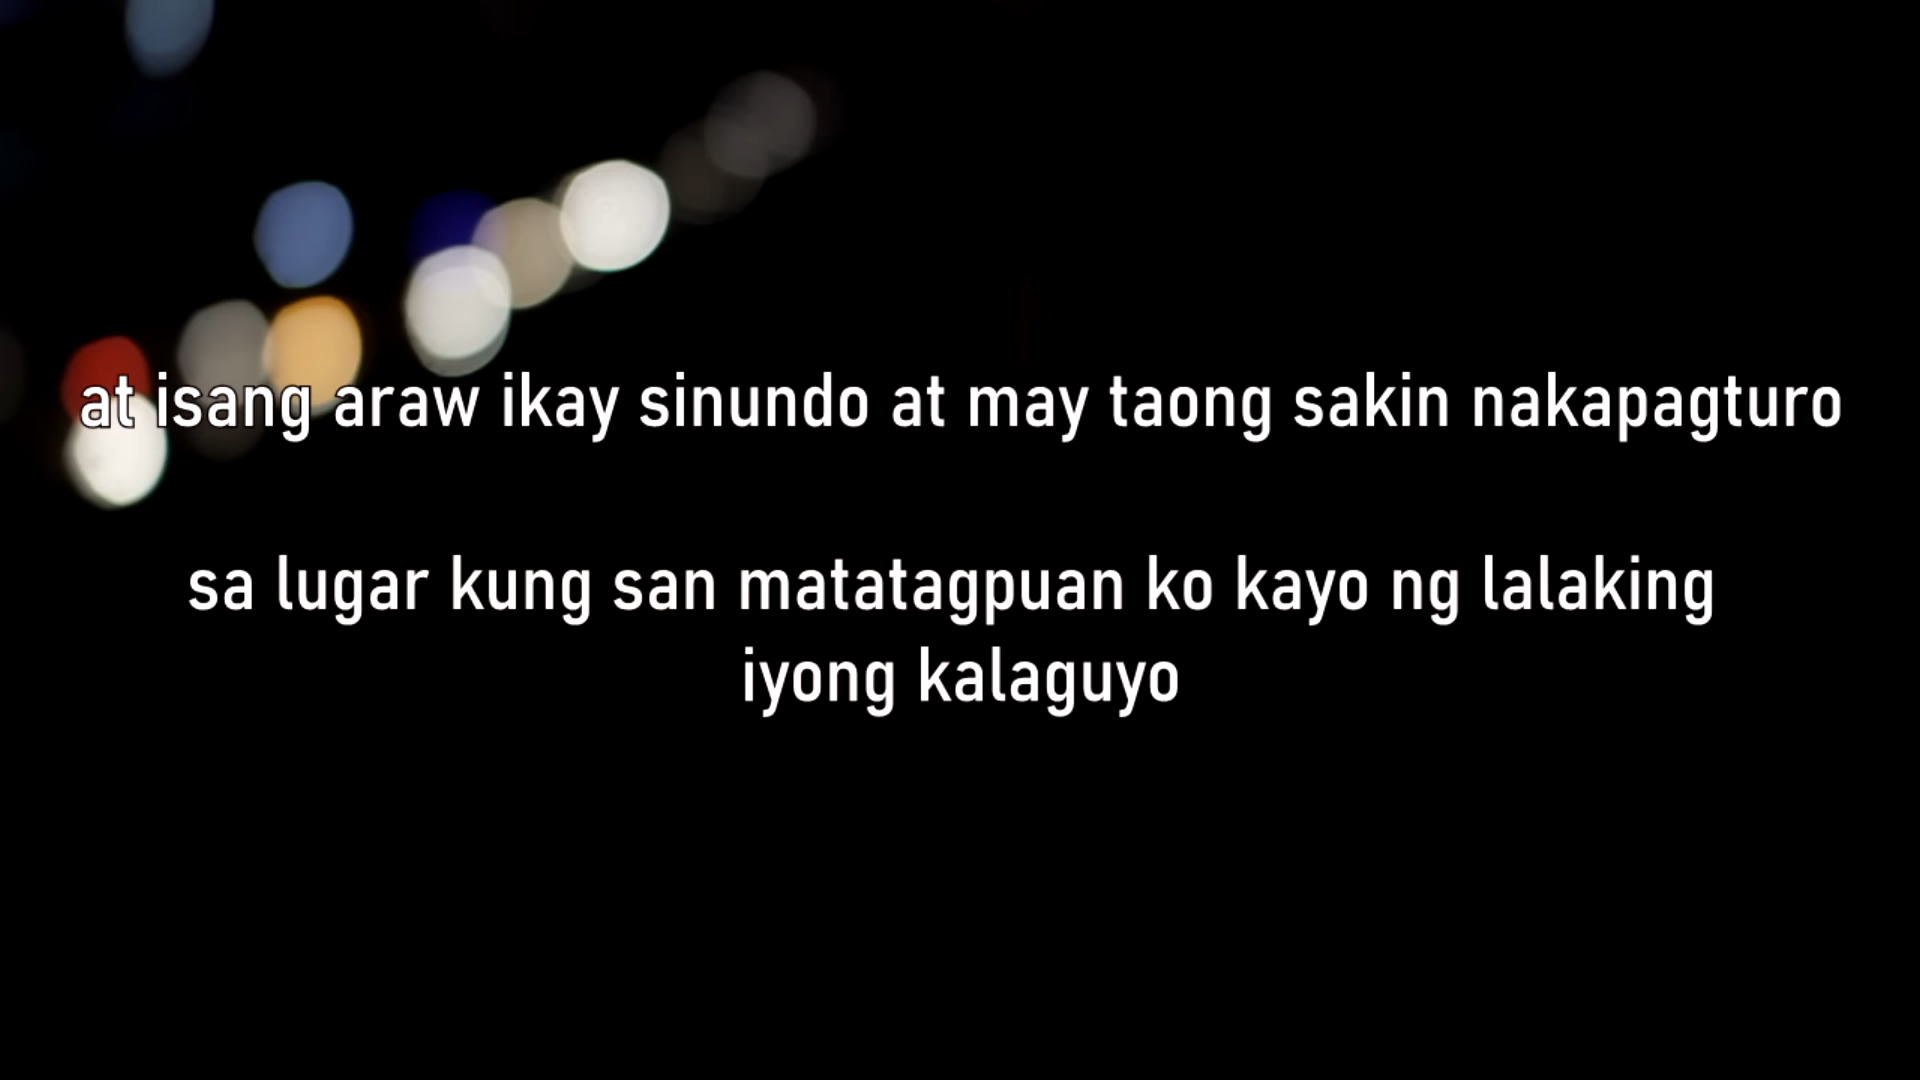 at isang araw ikay sinundo at may taong sakin nakapagturo
sa lugar kung san matatagpuan ko kayo ng lalaking
iyong kalaguyo